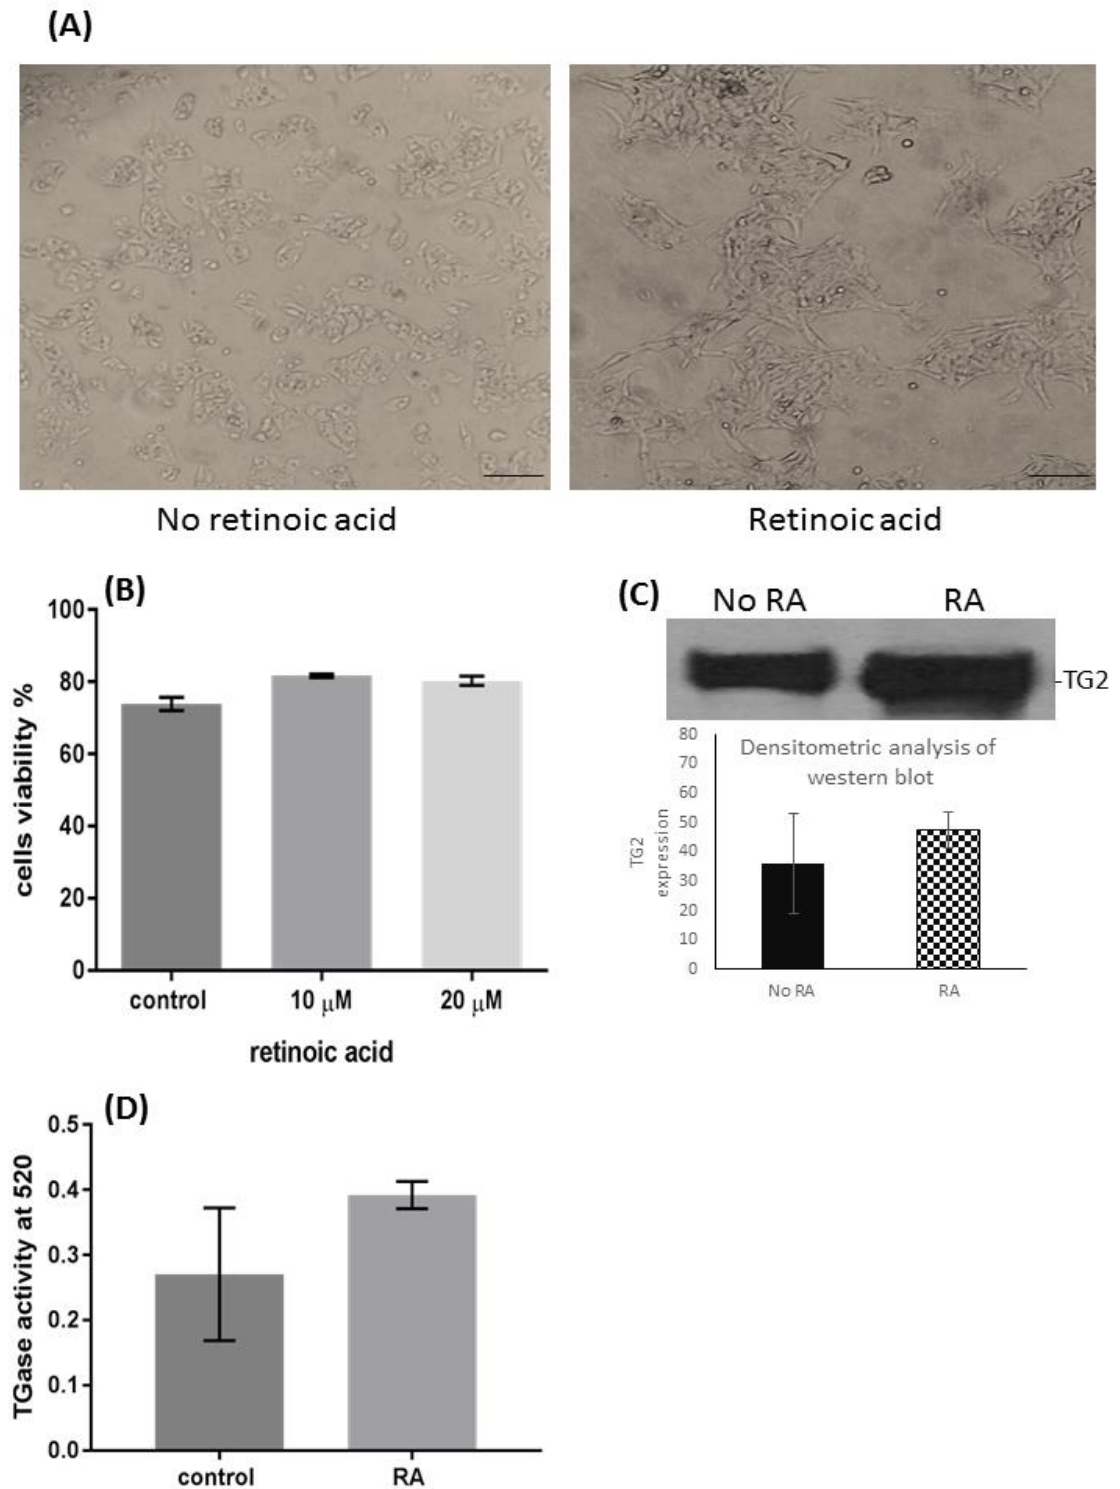 (A)
No retinoic acid
Retinoic acid
(B)
100
80
60
40
20
0
cells viability %
control
10 μM
20 μM
retinoic acid
(C)
No RA
RA
-TG2
Densitometric analysis of
western blot
80
70
60
50
40
30
20
10
0
TG2
expression
No RA
RA
(D)
0.5
0.4
0.3
0.2
0.1
0.0
TGase activity at 520
control
RA